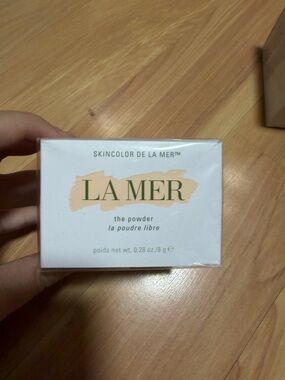 SKINCOLOR DE LA MER™
LA MER
the powder
la poudre libre
poids net wt. 0.28 oz./8 g ℮